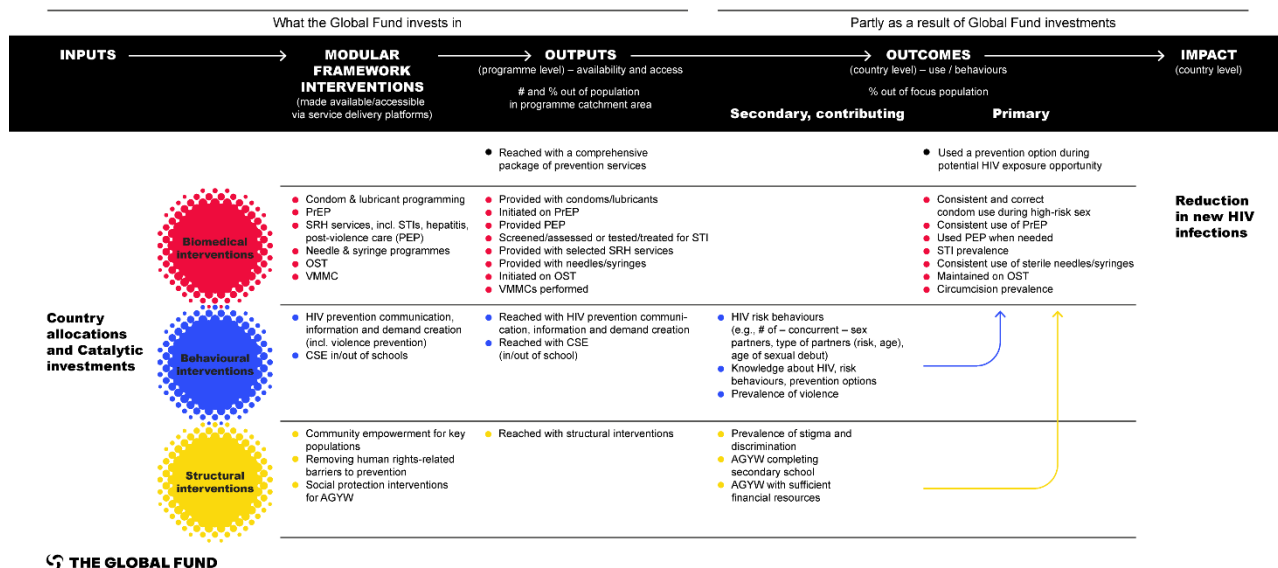 What the Global Fund invests in
Partly as a result of Global Fund investments
INPUTS
MODULAR
FRAMEWORK
INTERVENTIONS
(made available/accessible
via service delivery platforms)
OUTPUTS
(programme level) – availability and access
# and % out of population
in programme catchment area
OUTCOMES
(country level) – use / behaviours
% out of focus population
Secondary, contributing
Primary
IMPACT
(country level)
Reached with a comprehensive
package of prevention services
Used a prevention option during
potential HIV exposure opportunity
Country
allocations
and Catalytic
investments
Biomedical
interventions
Condom & lubricant programming
PrEP
SRH services, incl. STIs, hepatitis,
post-violence care (PEP)
Needle & syringe programmes
OST
VMMC
Provided with condoms/lubricants
Initiated on PrEP
Provided PEP
Screened/assessed or tested/treated for STI
Provided with selected SRH services
Provided with needles/syringes
Initiated on OST
VMMCs performed
Consistent and correct
condom use during high-risk sex
Consistent use of PrEP
Used PEP when needed
STI prevalence
Consistent use of sterile needles/syringes
Maintained on OST
Circumcision prevalence
Reduction
in new HIV
infections
Behavioural
interventions
HIV prevention communication,
information and demand creation
(incl. violence prevention)
CSE in/out of schools
Reached with HIV prevention communi-
cation, information and demand creation
Reached with CSE
(in/out of school)
HIV risk behaviours
(e.g., # of – concurrent – sex
partners, type of partners (risk, age),
age of sexual debut)
Knowledge about HIV, risk
behaviours, prevention options
Prevalence of violence
Structural
interventions
Community empowerment for key
populations
Removing human rights-related
barriers to prevention
Social protection interventions
for AGYW
Reached with structural interventions
Prevalence of stigma and
discrimination
AGYW completing
secondary school
AGYW with sufficient
financial resources
THE GLOBAL FUND